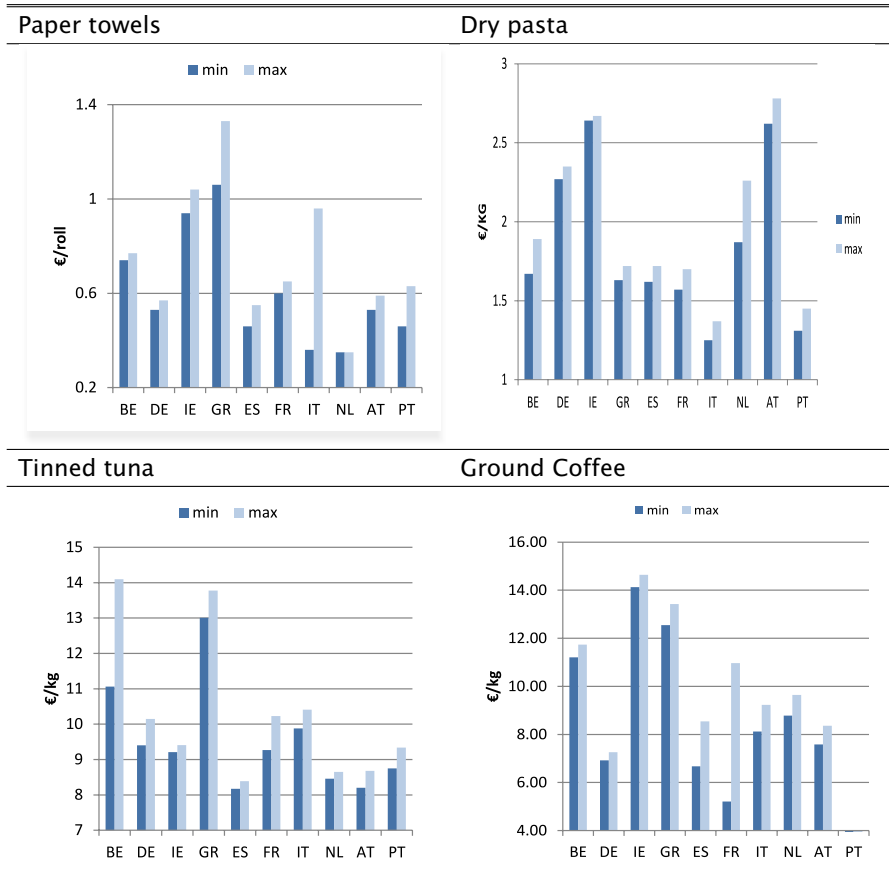 Paper towels
min max
1.4
1
0.6
0.2
€/roll
BE DE IE GR ES FR IT NL AT PT
Dry pasta
3
2.5
2
1.5
1
€/KG
min
max
BE DE IE GR ES FR IT NL AT PT
Tinned tuna
min max
15
14
13
12
11
10
9
8
7
€/kg
BE DE IE GR ES FR IT NL AT PT
Ground Coffee
min max
16.00
14.00
12.00
10.00
8.00
6.00
4.00
€/kg
BE DE IE GR ES FR IT NL AT PT